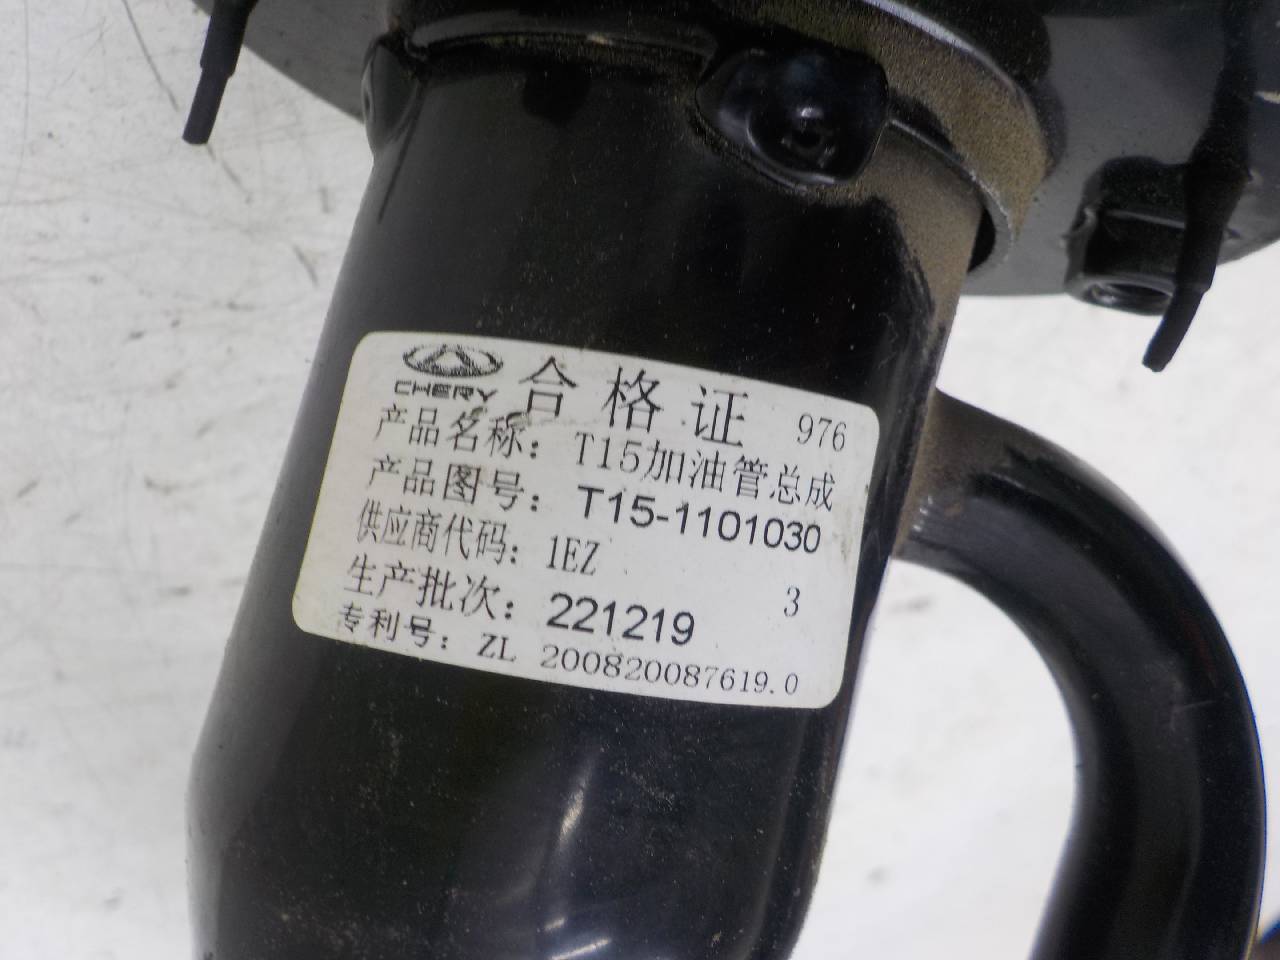 CHERY 合格证 976
产品名称：T15加油管总成
产品图号：T15-1101030
供应商代码：1EZ 3
生产批次：221219
专利号：ZL 200820087619.0